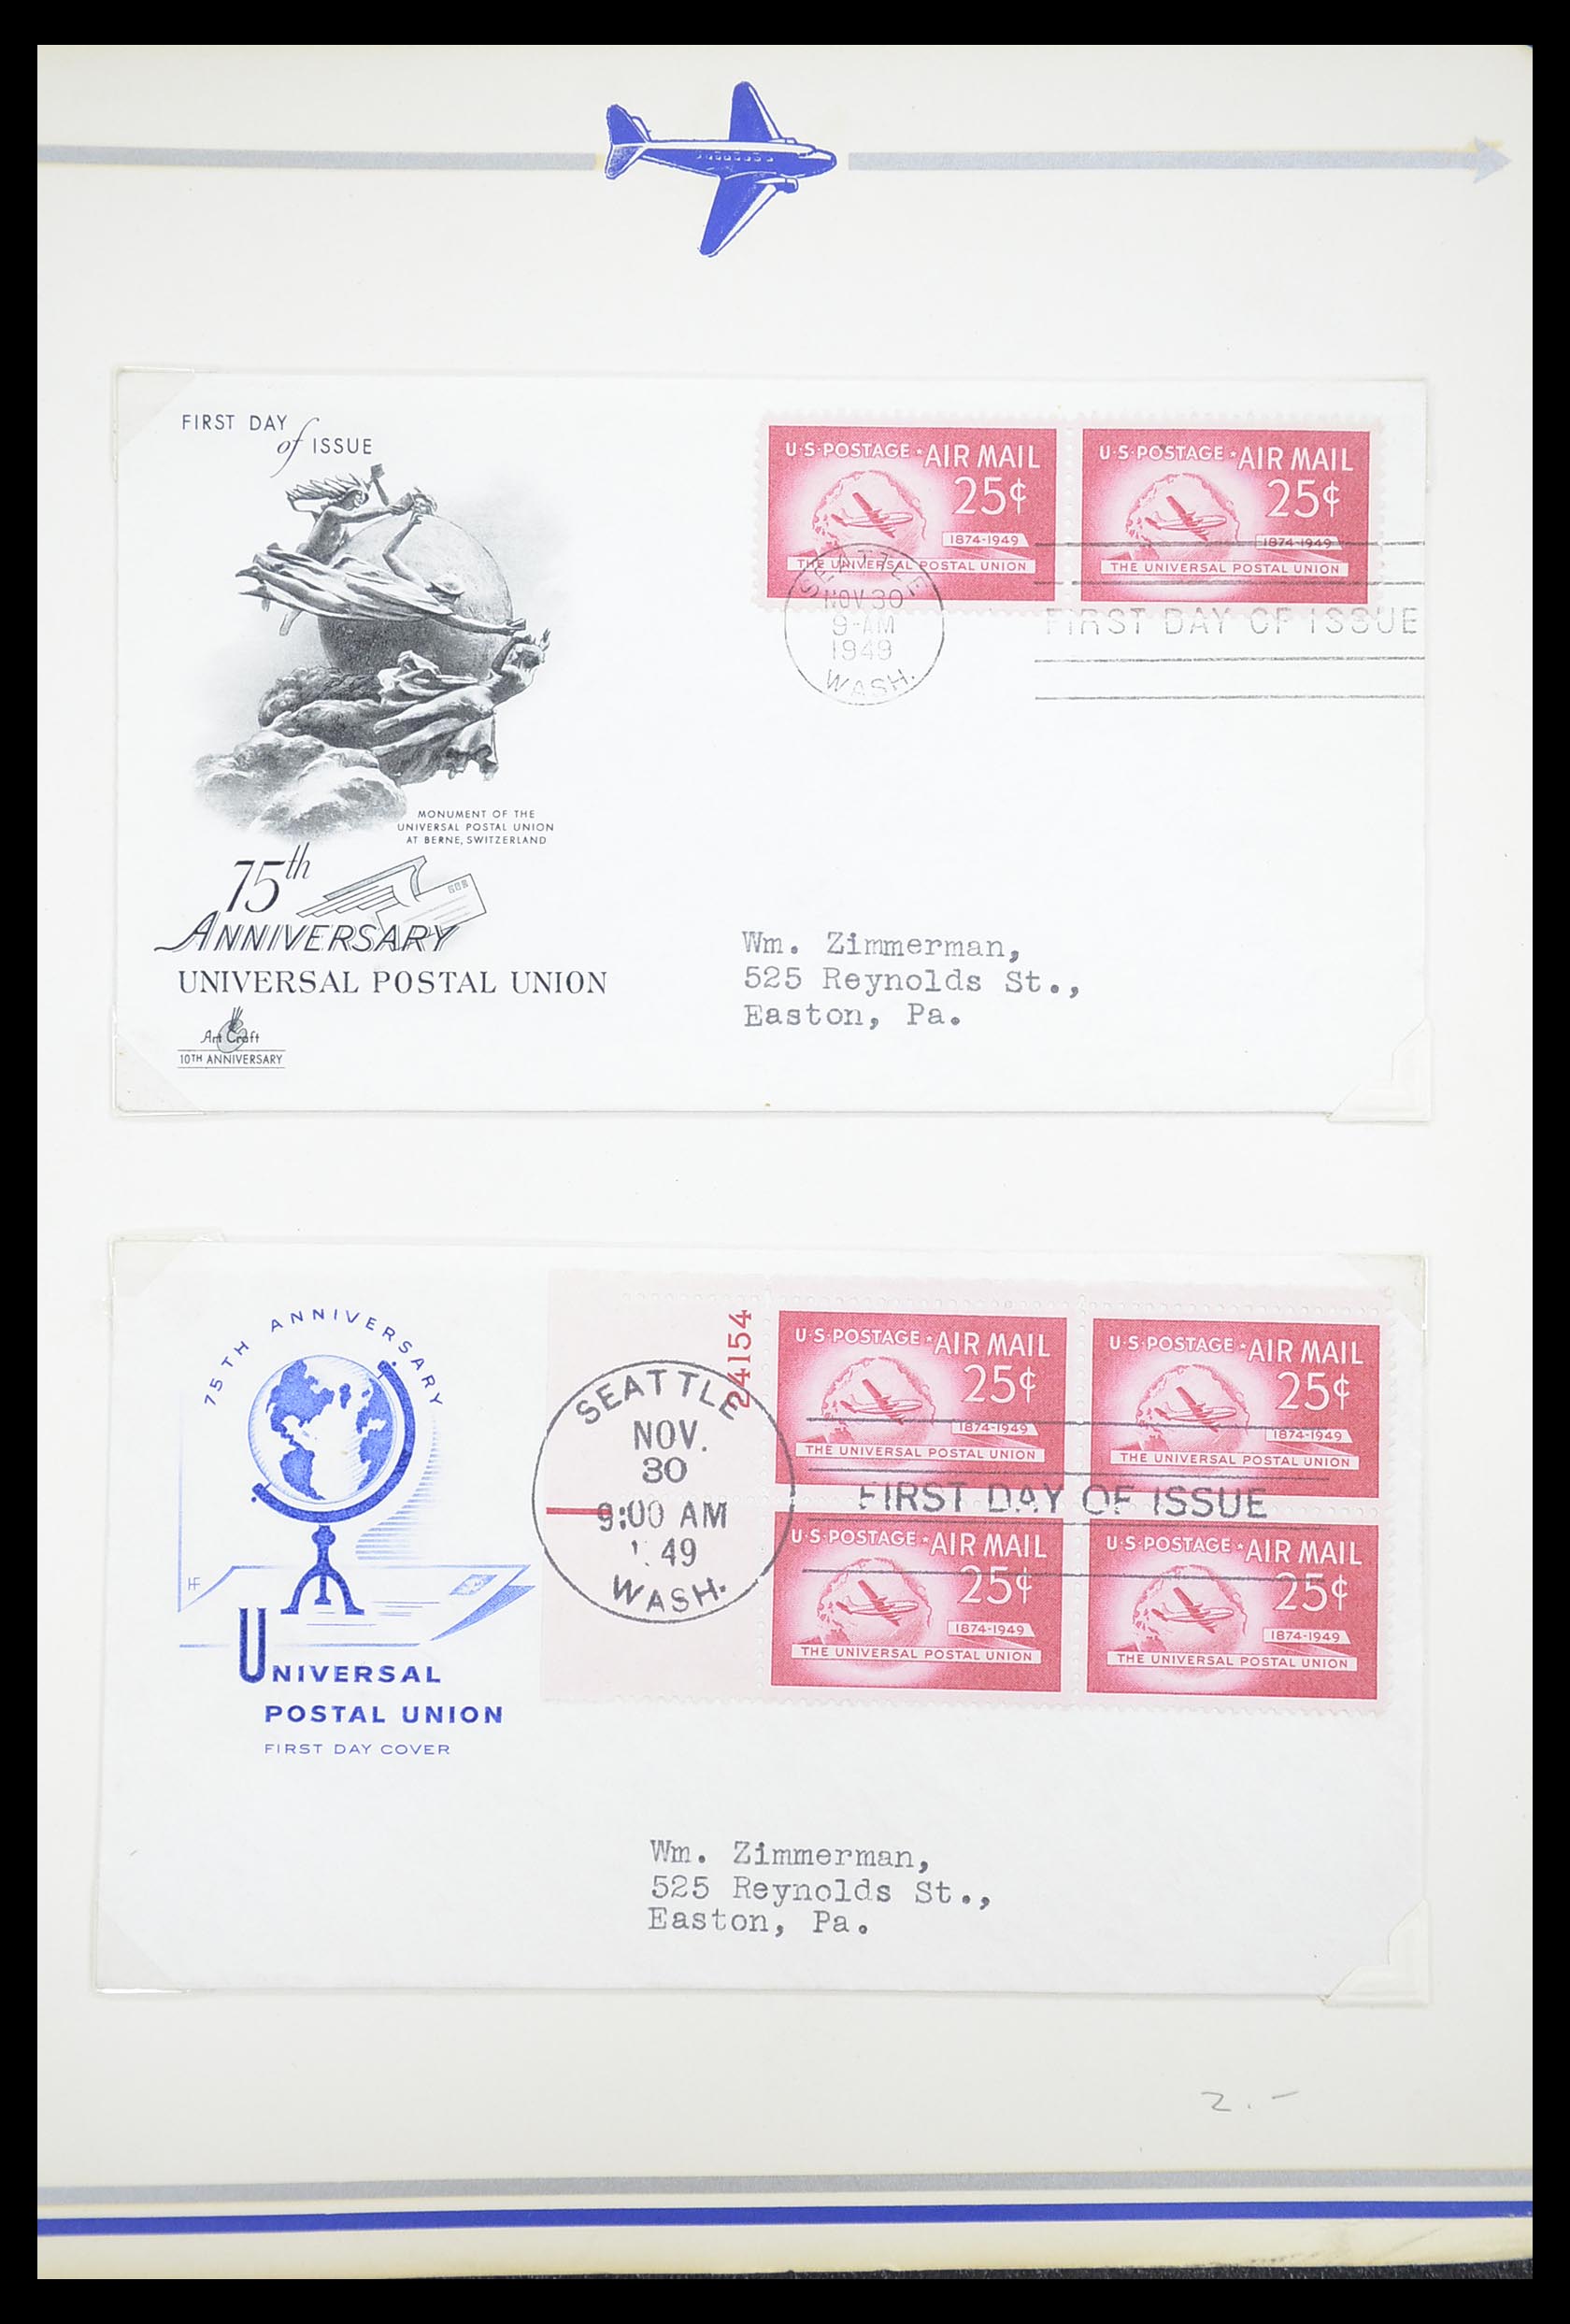 FIRST DAY
of ISSUE
U·S·POSTAGE ★ AIR MAIL
25¢
1874-1949
THE UNIVERSAL POSTAL UNION
U·S·POSTAGE ★ AIR MAIL
25¢
1874-1949
THE UNIVERSAL POSTAL UNION
SEATTLE
NOV 30
9-AM
1949
WASH.
FIRST DAY OF ISSUE
MONUMENT OF THE
UNIVERSAL POSTAL UNION
AT BERNE, SWITZERLAND
75th
ANNIVERSARY
UNIVERSAL POSTAL UNION
Art Craft
10TH ANNIVERSARY
Wm. Zimmerman,
525 Reynolds St.,
Easton, Pa.
75TH ANNIVERSARY
HF
UNIVERSAL
POSTAL UNION
FIRST DAY COVER
24154
SEATTLE
NOV.
30
9:00 AM
49
WASH.
U·S·POSTAGE ★ AIR MAIL
25¢
1874-1949
THE UNIVERSAL POSTAL UNION
U·S·POSTAGE ★ AIR MAIL
25¢
1874-1949
THE UNIVERSAL POSTAL UNION
FIRST DAY OF ISSUE
U·S·POSTAGE ★ AIR MAIL
25¢
1874-1949
THE UNIVERSAL POSTAL UNION
U·S·POSTAGE ★ AIR MAIL
25¢
1874-1949
THE UNIVERSAL POSTAL UNION
Wm. Zimmerman,
525 Reynolds St.,
Easton, Pa.
2.-